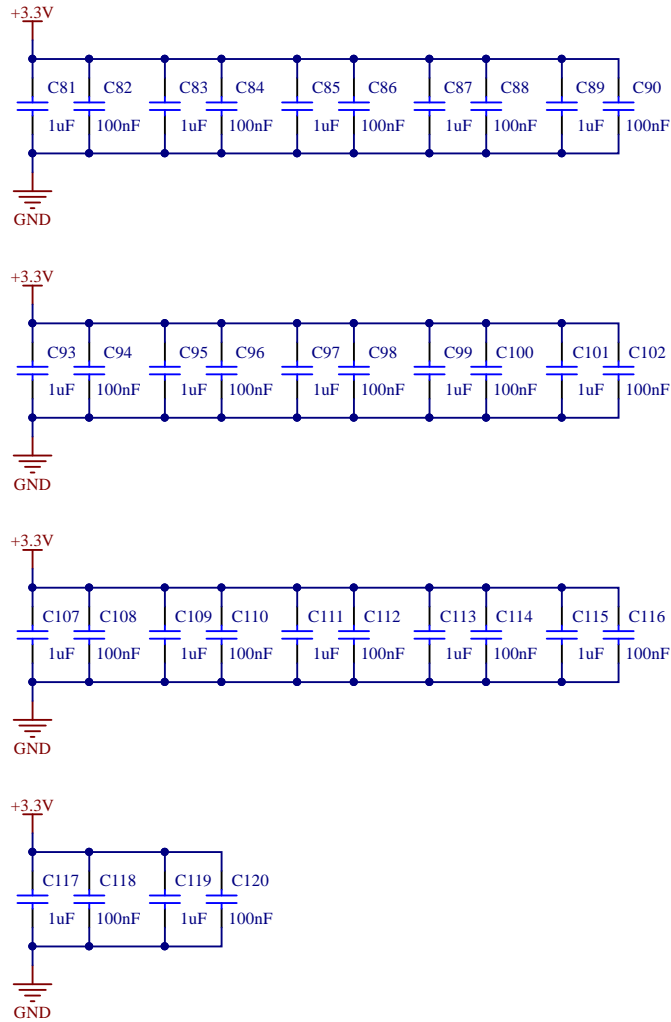 +3.3V
C81 C82 C83 C84 C85 C86 C87 C88 C89 C90
1uF 100nF 1uF 100nF 1uF 100nF 1uF 100nF 1uF 100nF
GND
+3.3V
C93 C94 C95 C96 C97 C98 C99 C100 C101 C102
1uF 100nF 1uF 100nF 1uF 100nF 1uF 100nF 1uF 100nF
GND
+3.3V
C107 C108 C109 C110 C111 C112 C113 C114 C115 C116
1uF 100nF 1uF 100nF 1uF 100nF 1uF 100nF 1uF 100nF
GND
+3.3V
C117 C118 C119 C120
1uF 100nF 1uF 100nF
GND